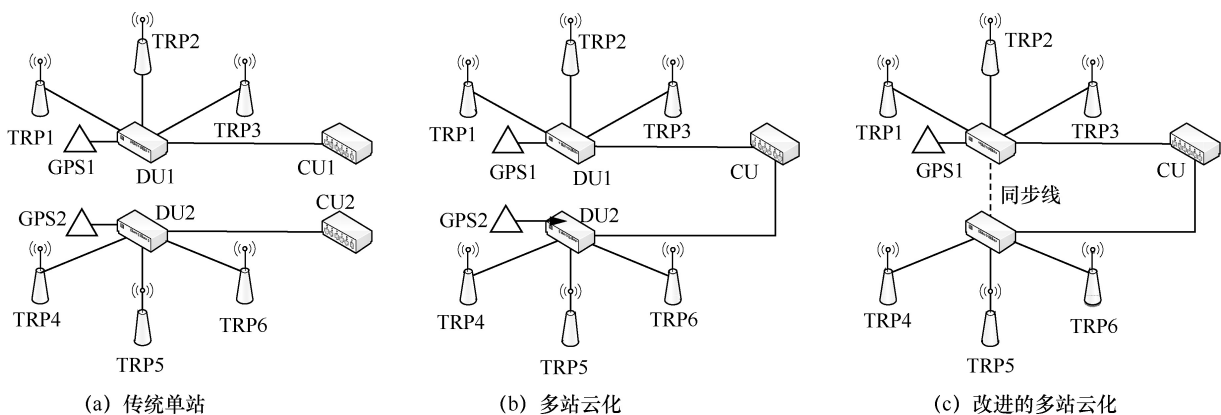 TRP2
TRP1
TRP3
GPS1
DU1
CU1
CU2
GPS2
DU2
TRP4
TRP6
TRP5
(a) 传统单站
TRP2
TRP1
TRP3
GPS1
DU1
CU
GPS2
DU2
TRP4
TRP6
TRP5
(b) 多站云化
TRP2
TRP1
TRP3
GPS1
CU
同步线
TRP4
TRP6
TRP5
(c) 改进的多站云化